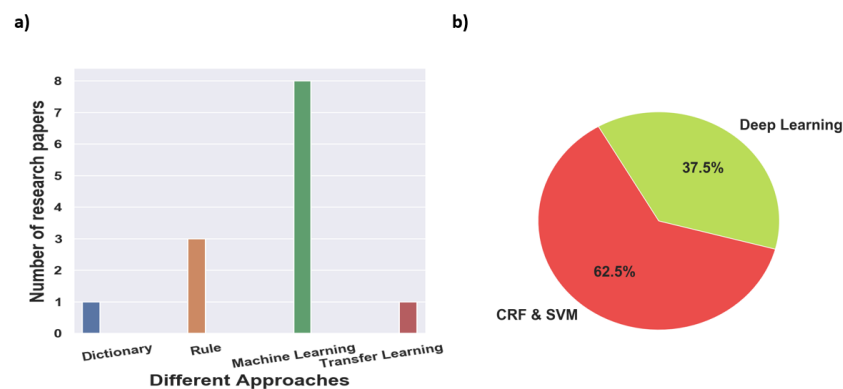 a)
Number of research papers
8
7
6
5
4
3
2
1
0
Dictionary
Rule
Machine Learning
Transfer Learning
Different Approaches
b)
Deep Learning
37.5%
62.5%
CRF & SVM